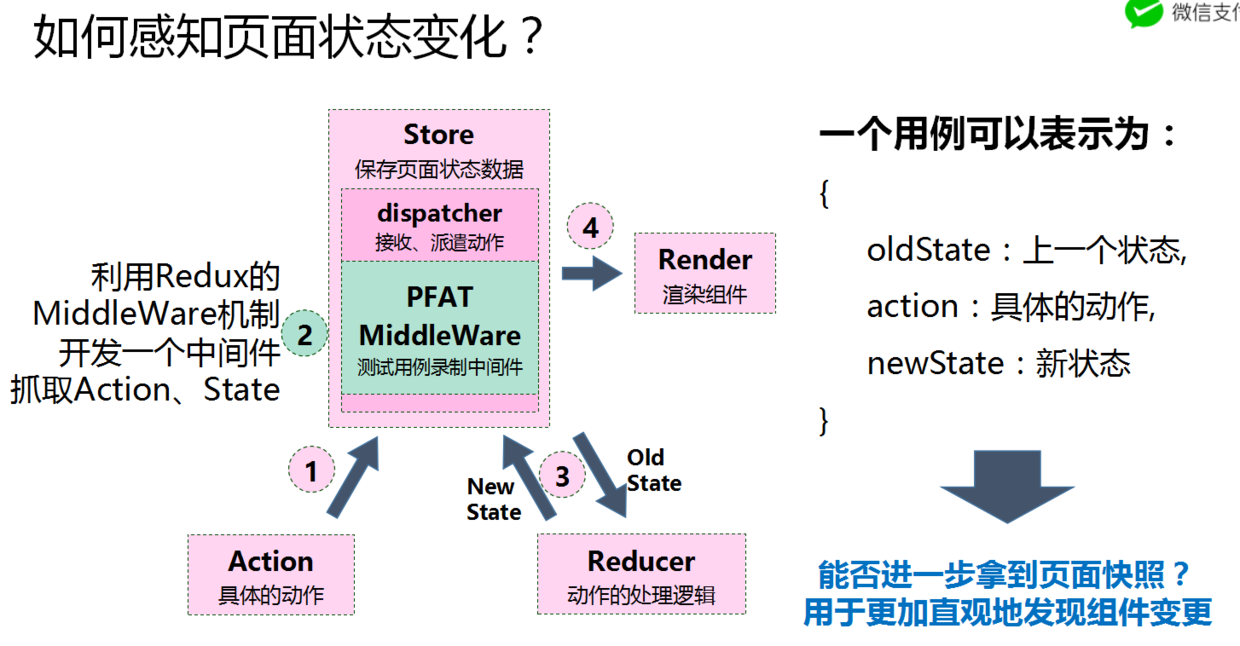 如何感知页面状态变化？
微信支付
Store
保存页面状态数据
dispatcher
接收、派遣动作
PFAT
MiddleWare
测试用例录制中间件
利用Redux的
MiddleWare机制
开发一个中间件
抓取Action、State
2
4
Render
渲染组件
1
New
State
3
Old
State
Action
具体的动作
Reducer
动作的处理逻辑
一个用例可以表示为：
{
oldState：上一个状态,
action：具体的动作,
newState：新状态
}
能否进一步拿到页面快照？
用于更加直观地发现组件变更